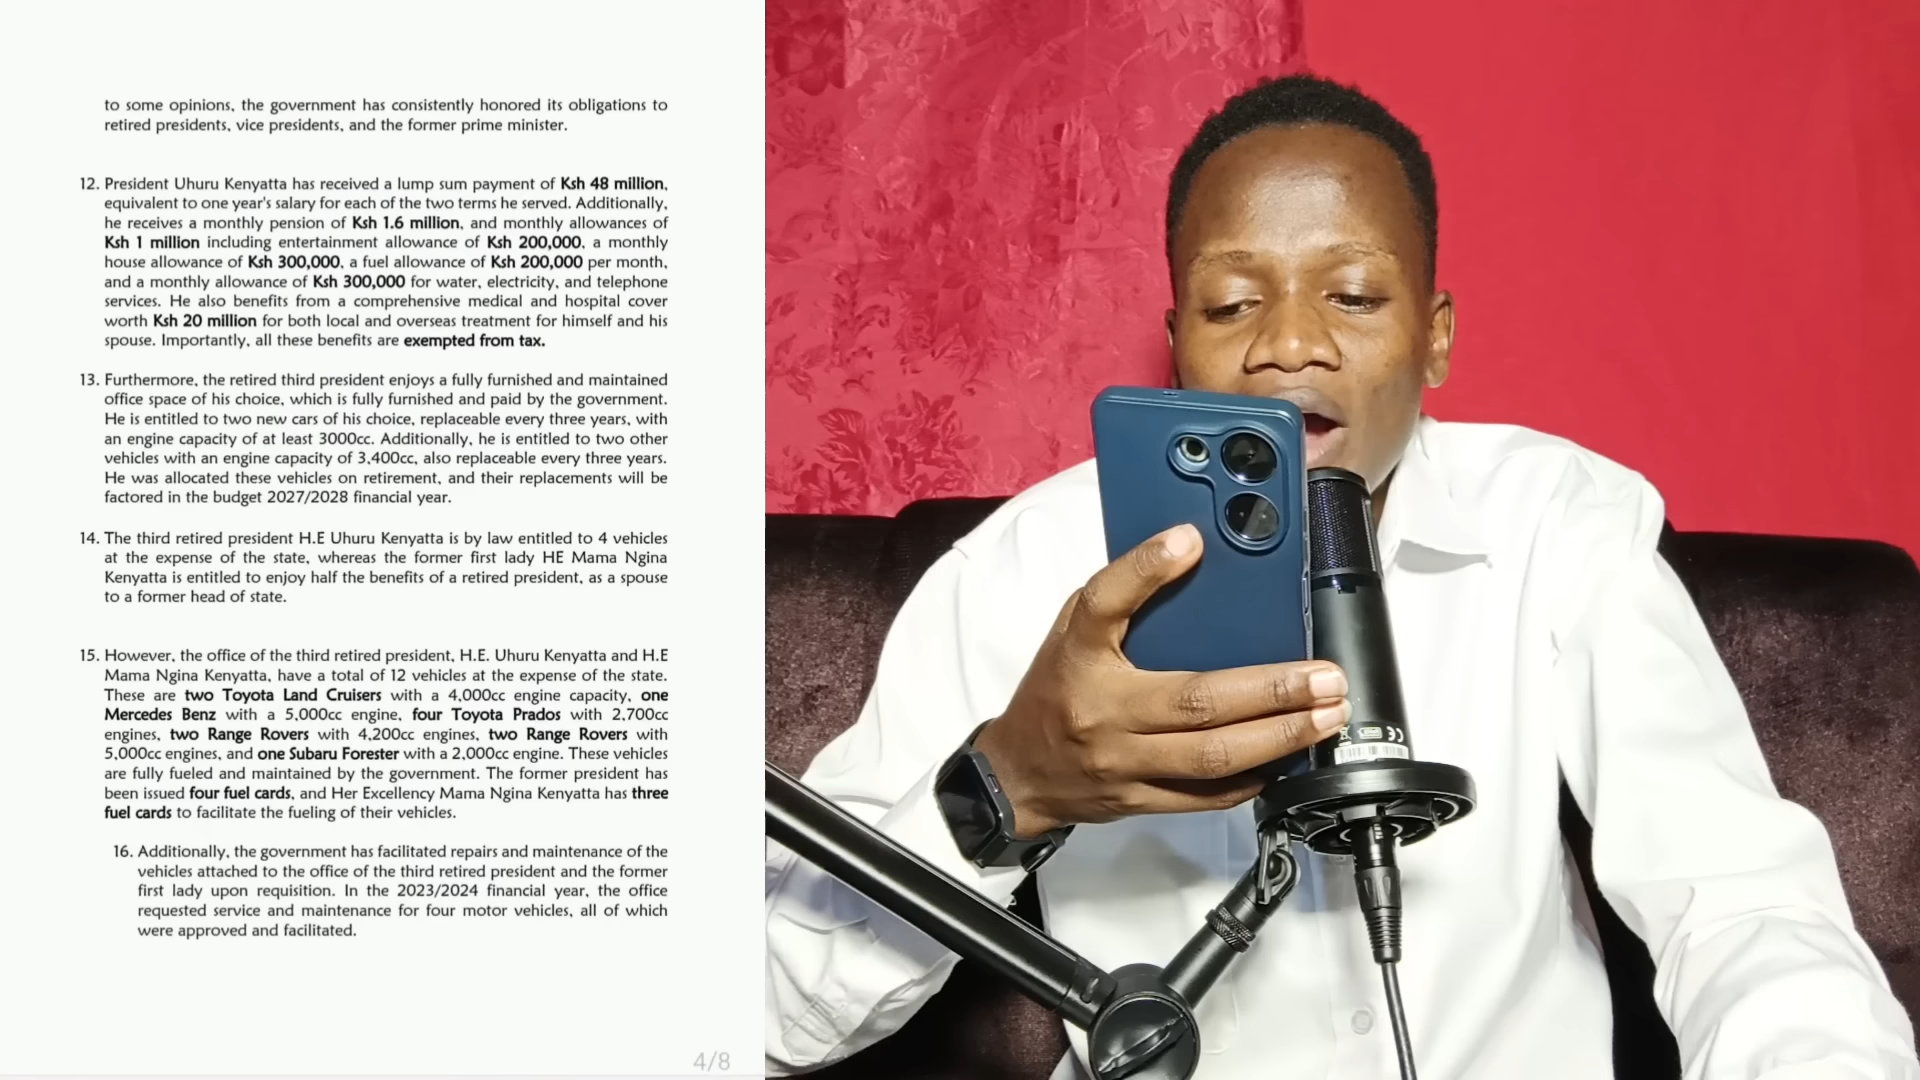 to some opinions, the government has consistently honored its obligations to
retired presidents, vice presidents, and the former prime minister.
12. President Uhuru Kenyatta has received a lump sum payment of Ksh 48 million,
equivalent to one year's salary for each of the two terms he served. Additionally,
he receives a monthly pension of Ksh 1.6 million, and monthly allowances of
Ksh 1 million including entertainment allowance of Ksh 200,000, a monthly
house allowance of Ksh 300,000, a fuel allowance of Ksh 200,000 per month,
and a monthly allowance of Ksh 300,000 for water, electricity, and telephone
services. He also benefits from a comprehensive medical and hospital cover
worth Ksh 20 million for both local and overseas treatment for himself and his
spouse. Importantly, all these benefits are exempted from tax.
13. Furthermore, the retired third president enjoys a fully furnished and maintained
office space of his choice, which is fully furnished and paid by the government.
He is entitled to two new cars of his choice, replaceable every three years, with
an engine capacity of at least 3000cc. Additionally, he is entitled to two other
vehicles with an engine capacity of 3,400cc, also replaceable every three years.
He was allocated these vehicles on retirement, and their replacements will be
factored in the budget 2027/2028 financial year.
14. The third retired president H.E Uhuru Kenyatta is by law entitled to 4 vehicles
at the expense of the state, whereas the former first lady HE Mama Ngina
Kenyatta is entitled to enjoy half the benefits of a retired president, as a spouse
to a former head of state.
15. However, the office of the third retired president, H.E. Uhuru Kenyatta and H.E
Mama Ngina Kenyatta, have a total of 12 vehicles at the expense of the state.
These are two Toyota Land Cruisers with a 4,000cc engine capacity, one
Mercedes Benz with a 5,000cc engine, four Toyota Prados with 2,700cc
engines, two Range Rovers with 4,200cc engines, two Range Rovers with
5,000cc engines, and one Subaru Forester with a 2,000cc engine. These vehicles
are fully fueled and maintained by the government. The former president has
been issued four fuel cards, and Her Excellency Mama Ngina Kenyatta has three
fuel cards to facilitate the fueling of their vehicles.
16. Additionally, the government has facilitated repairs and maintenance of the
vehicles attached to the office of the third retired president and the former
first lady upon requisition. In the 2023/2024 financial year, the office
requested service and maintenance for four motor vehicles, all of which
were approved and facilitated.
4/8
CE